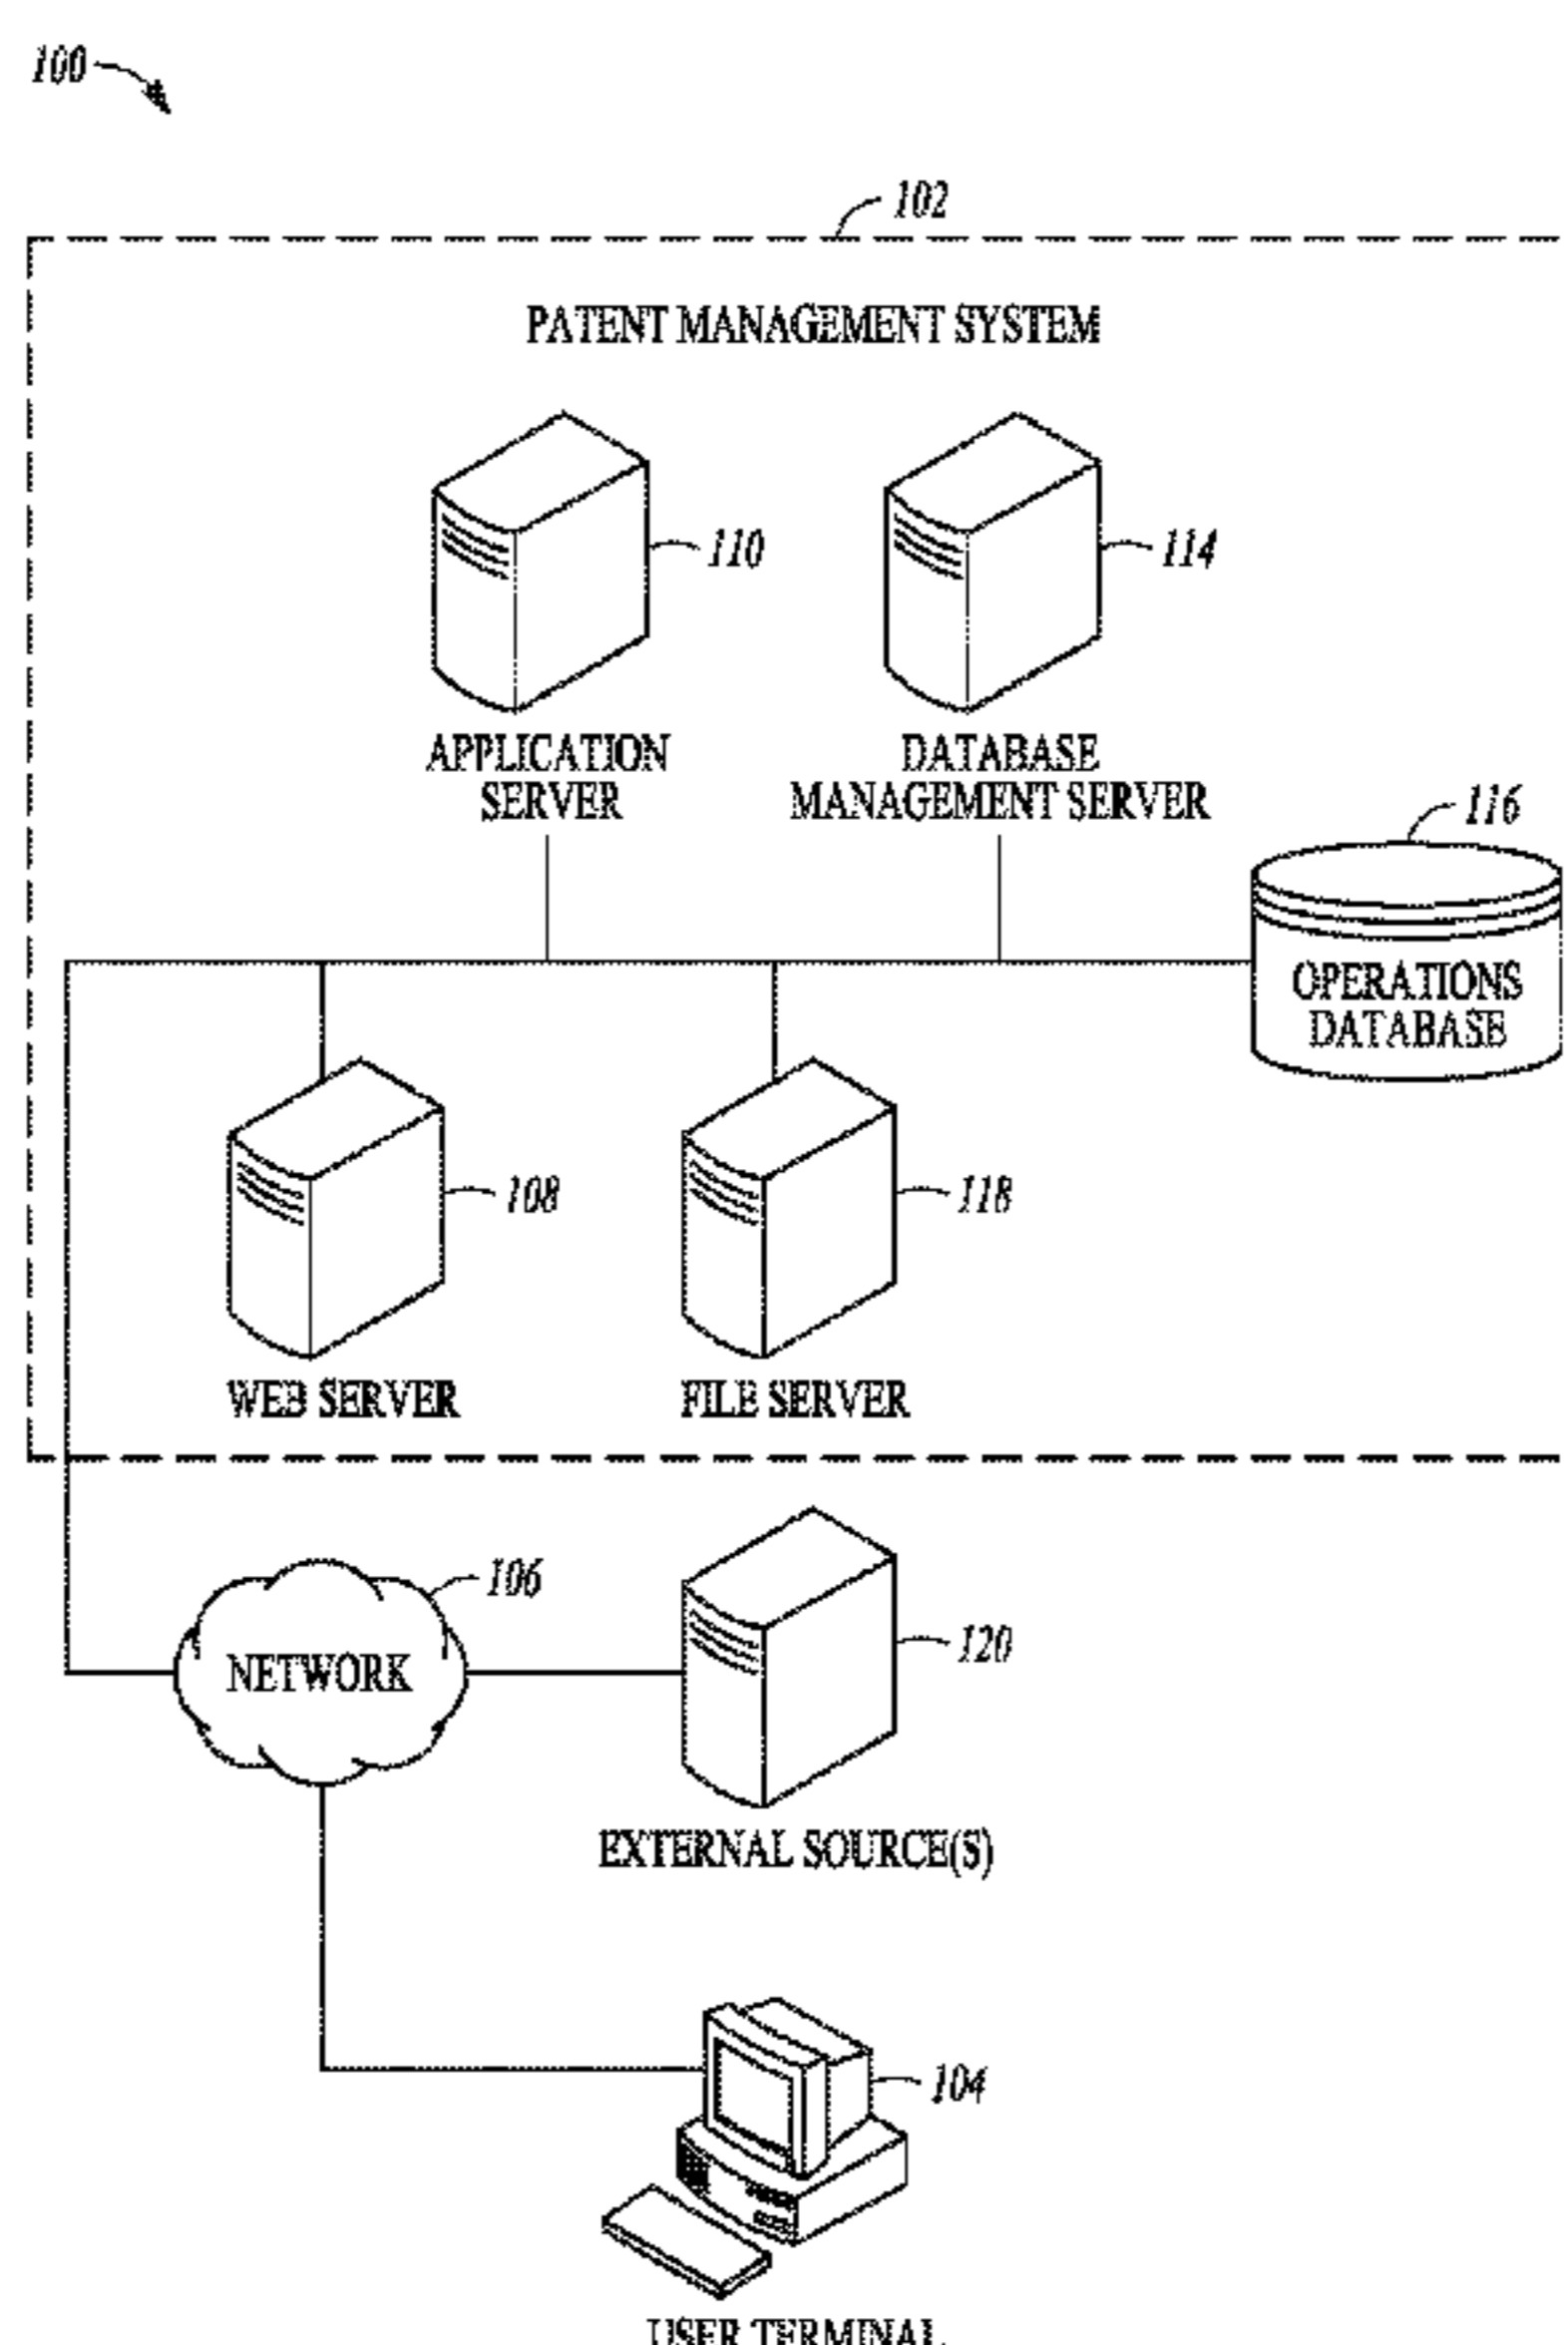 100
102
PATENT MANAGEMENT SYSTEM
110
114
APPLICATION
SERVER
DATABASE
MANAGEMENT SERVER
116
OPERATIONS
DATABASE
108
118
WEB SERVER
FILE SERVER
106
NETWORK
120
EXTERNAL SOURCE(S)
104
USER TERMINAL